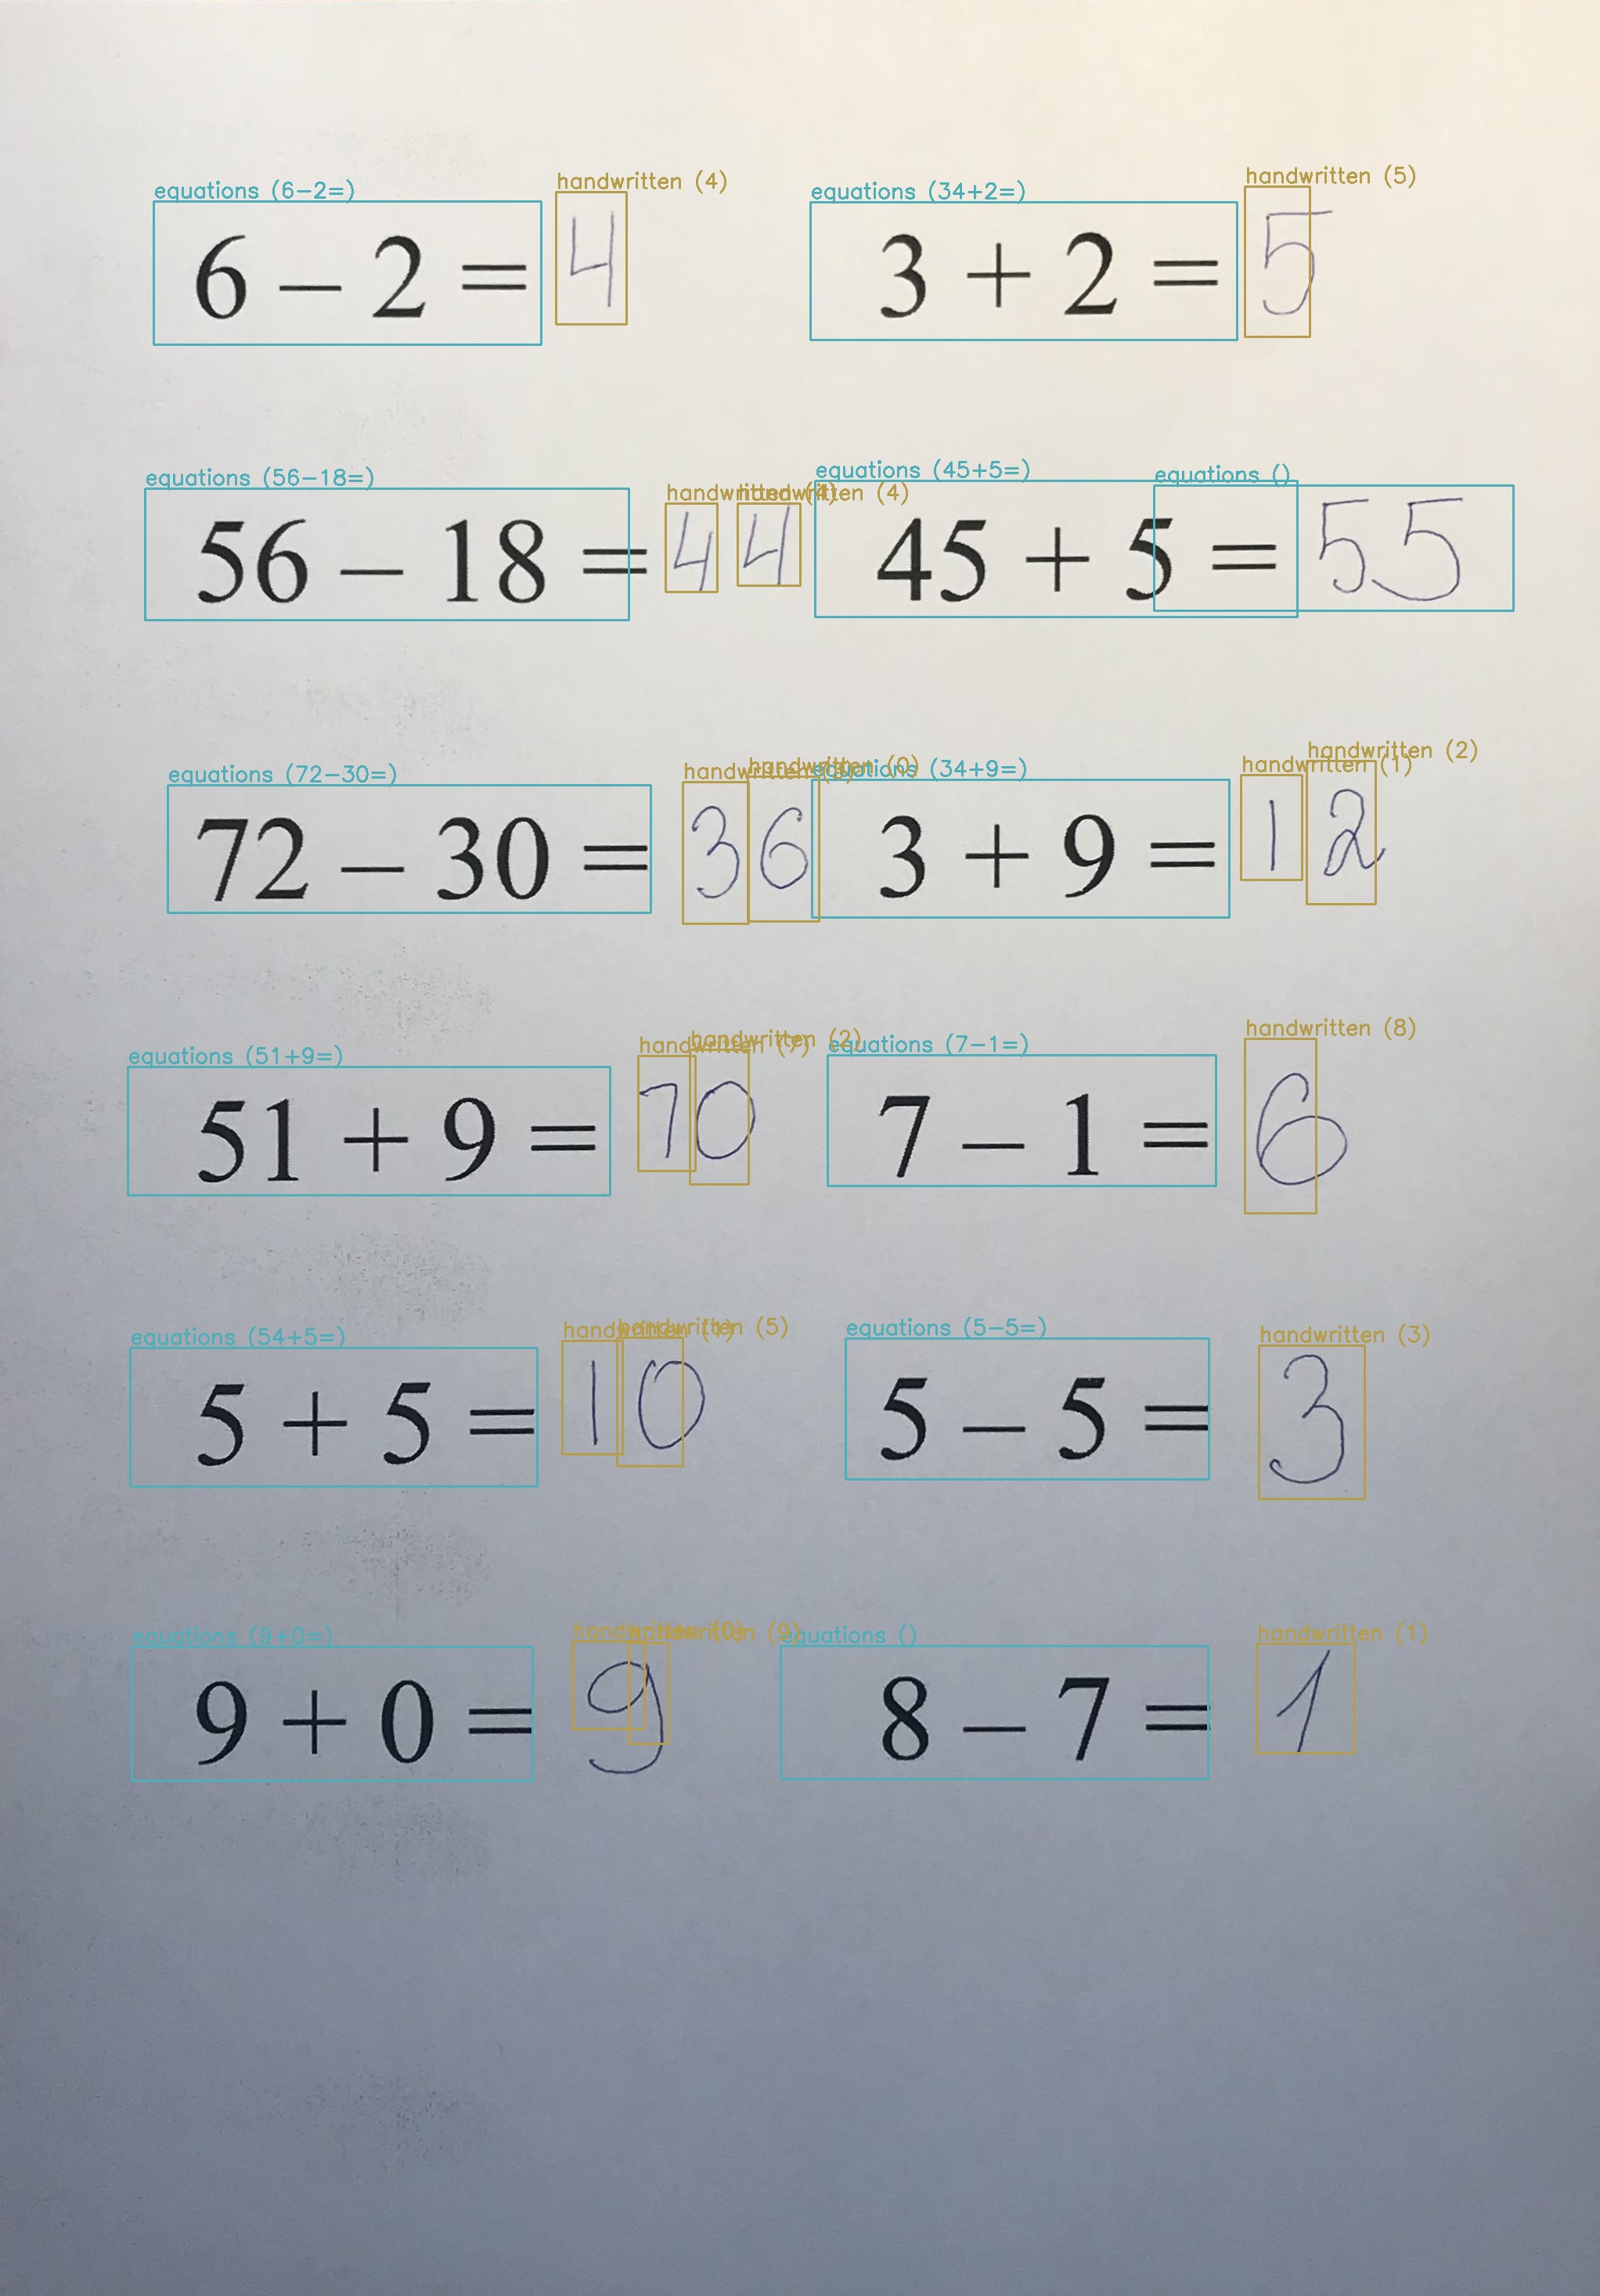 equations (6-2=) handwritten (4) equations (34+2=) handwritten (5)
6 – 2 = 4 3 + 2 = 5
equations (56-18=) handwritten (4) handwritten (4) equations (45+5=) equations ()
56 – 18 = 44 45 + 5 = 55
equations (72-30=) handwritten handwritten (0) equations (34+9=) handwritten (1) handwritten (2)
72 – 30 = 36 3 + 9 = 12
equations (51+9=) handwritten (7) handwritten (2) equations (7-1=) handwritten (8)
51 + 9 = 70 7 – 1 = 6
equations (54+5=) handwritten (1) handwritten (5) equations (5-5=) handwritten (3)
5 + 5 = 10 5 – 5 = 3
equations (9+0=) handwritten (0) handwritten (9) equations () handwritten (1)
9 + 0 = 9 8 – 7 = 1